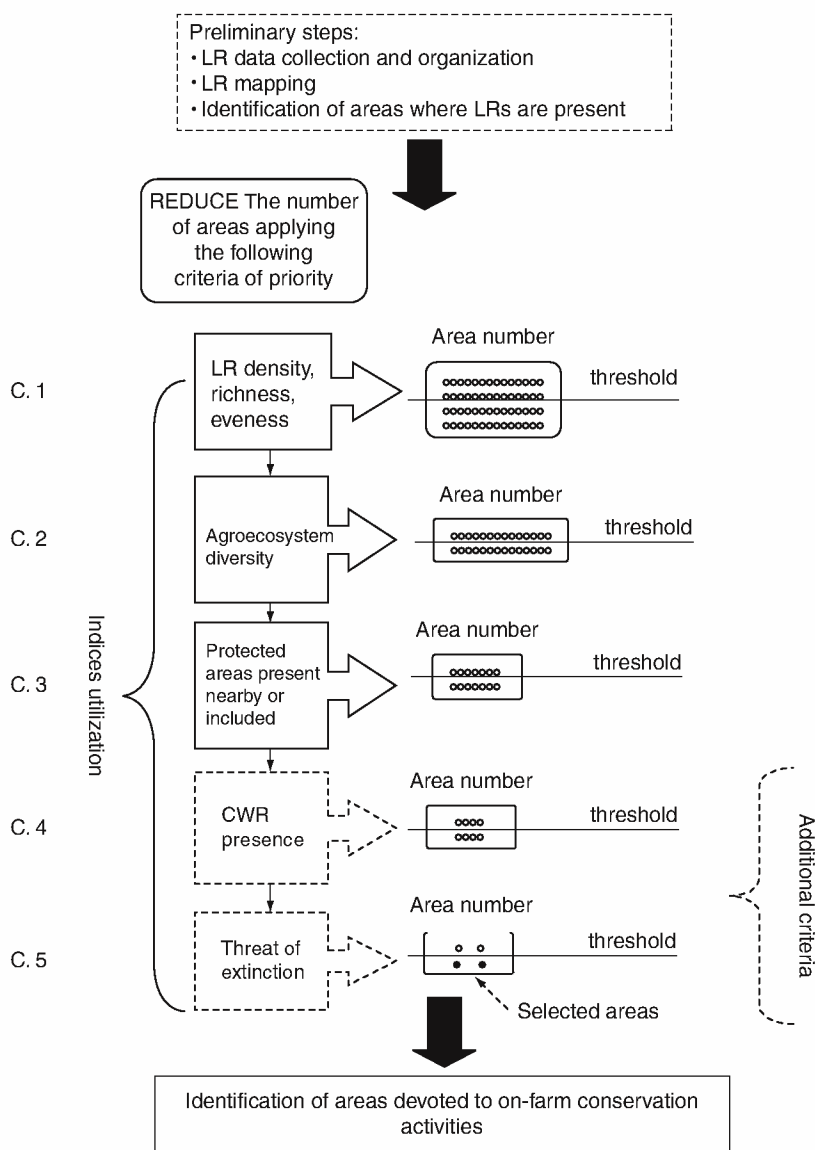 Preliminary steps:
• LR data collection and organization
• LR mapping
• Identification of areas where LRs are present
REDUCE The number
of areas applying
the following
criteria of priority
C. 1
LR density,
richness,
eveness
Area number
threshold
C. 2
Agroecosystem
diversity
Area number
threshold
C. 3
Protected
areas present
nearby or
included
Area number
threshold
C. 4
CWR
presence
Area number
threshold
C. 5
Threat of
extinction
Area number
threshold
Selected areas
Indices utilization
Additional criteria
Identification of areas devoted to on-farm conservation
activities